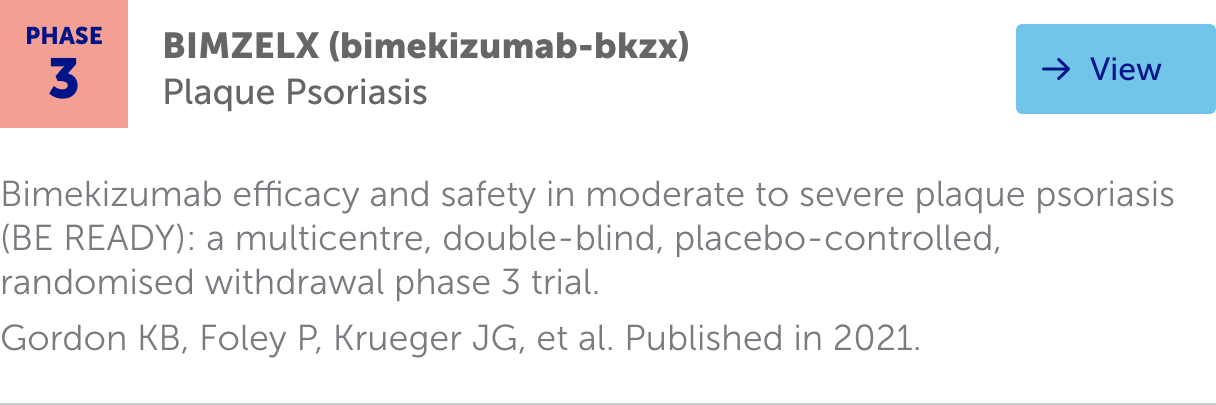 PHASE
3
BIMZELX (bimekizumab-bkzx)
Plaque Psoriasis
→ View
Bimekizumab efficacy and safety in moderate to severe plaque psoriasis
(BE READY): a multicentre, double-blind, placebo-controlled,
randomised withdrawal phase 3 trial.
Gordon KB, Foley P, Krueger JG, et al. Published in 2021.